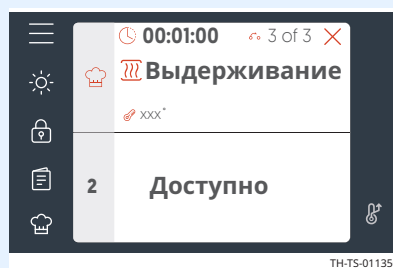 00:01:00 3 of 3
Выдерживание
xxx°
2 Доступно
TH-TS-01135